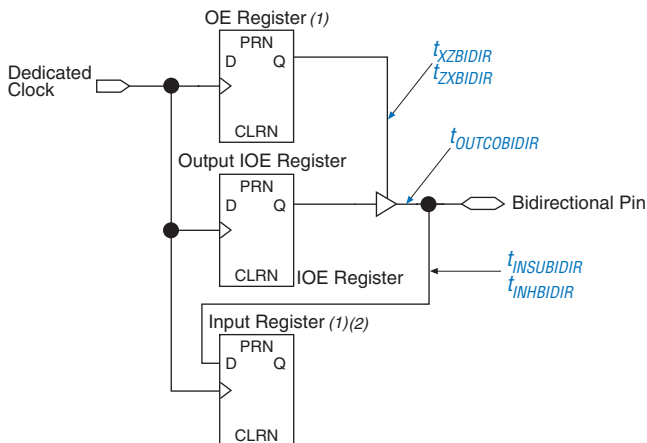 OE Register (1)
PRN
D Q
CLRN
Dedicated
Clock
tXZBIDIR
tZXBIDIR
tOUTCOBIDIR
Output IOE Register
PRN
D Q
CLRN
IOE Register
Bidirectional Pin
tINSUBIDIR
tINHBIDIR
Input Register (1)(2)
PRN
D Q
CLRN